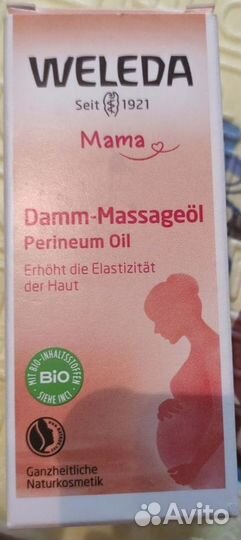 WELEDA
Seit 1921
Mama
Damm-Massageöl
Perineum Oil
Erhöht die Elastizität
der Haut
MIT BIO-INHALTSSTOFFEN
BIO
SIEHE INCI
Ganzheitliche
Naturkosmetik
Avito